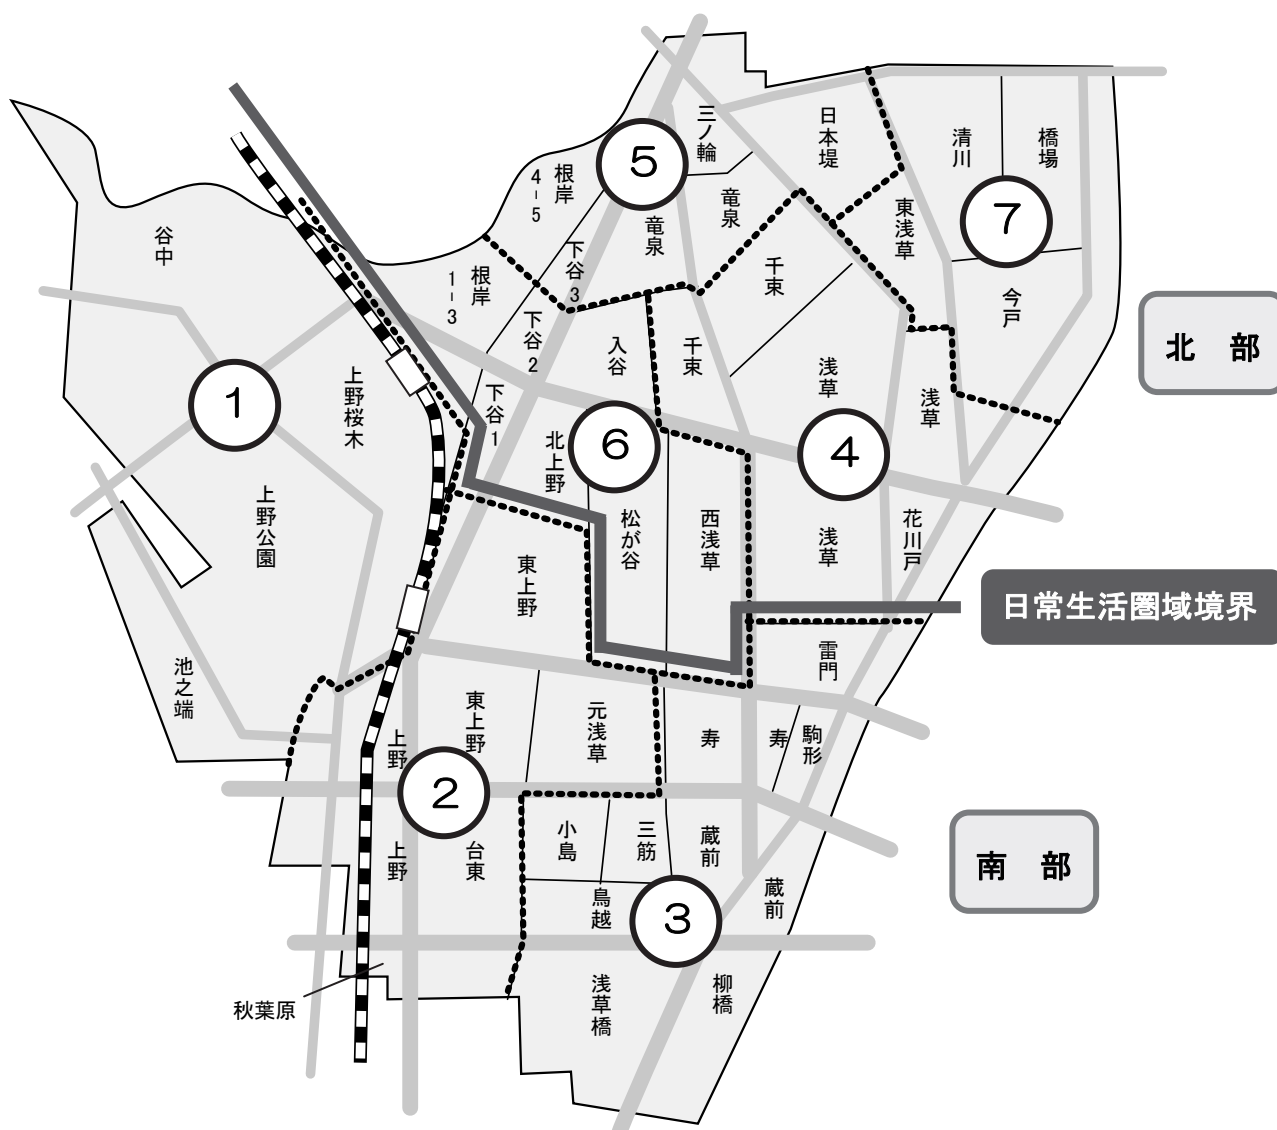 三ノ輪
日本堤
清川
橋場
⑤
根岸
4-5
竜泉
竜泉
東浅草
⑦
谷中
下谷3
千束
今戸
根岸
1-3
下谷2
入谷
千束
北 部
①
上野桜木
下谷1
浅草
浅草
北上野
⑥
④
上野公園
松が谷
西浅草
浅草
花川戸
東上野
日常生活圏域境界
雷門
池之端
東上野
元浅草
上野
寿
寿
駒形
②
小島
三筋
蔵前
南 部
上野
台東
鳥越
③
蔵前
浅草橋
柳橋
秋葉原